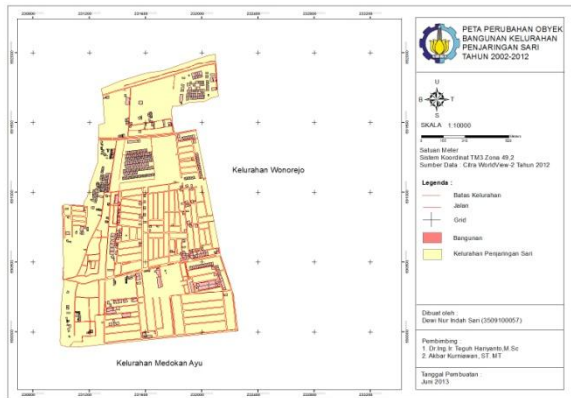 PETA PERUBAHAN OBYEK
BANGUNAN KELURAHAN
PENJARINGAN SARI
TAHUN 2002-2012
U
B
T
S
SKALA 1:10000
Satuan Meter
Sistem Koordinat TM3 Zona 49.2
Sumber Data : Citra WorldView-2 Tahun 2012
Legenda :
Batas Kelurahan
Jalan
Grid
Bangunan
Kelurahan Penjaringan Sari
Dibuat oleh :
Dewi Nur Indah Sari (3509100057)
Pembimbing :
1. Dr.Ing.Ir. Teguh Hariyanto,M.Sc
2. Akbar Kurniawan, ST. MT
Tanggal Pembuatan :
Juni 2013
Kelurahan Wonorejo
Kelurahan Medokan Ayu